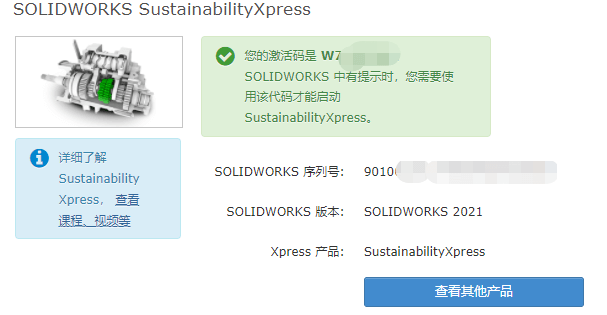 SOLIDWORKS SustainabilityXpress
您的激活码是 W7
SOLIDWORKS 中有提示时，您需要使
用该代码才能启动
SustainabilityXpress。
详细了解
Sustainability
Xpress， 查看
课程、视频等
SOLIDWORKS 序列号： 9010
SOLIDWORKS 版本： SOLIDWORKS 2021
Xpress 产品： SustainabilityXpress
查看其他产品